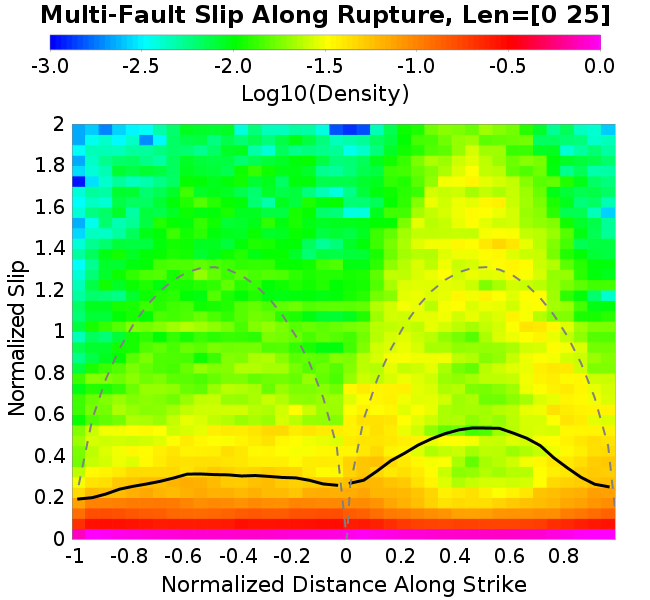 Multi-Fault Slip Along Rupture, Len=[0 25]
-3.0 -2.5 -2.0 -1.5 -1.0 -0.5 0.0
Log10(Density)
2
1.8
1.6
1.4
1.2
1
0.8
0.6
0.4
0.2
0
Normalized Slip
-1 -0.8 -0.6 -0.4 -0.2 0 0.2 0.4 0.6 0.8
Normalized Distance Along Strike